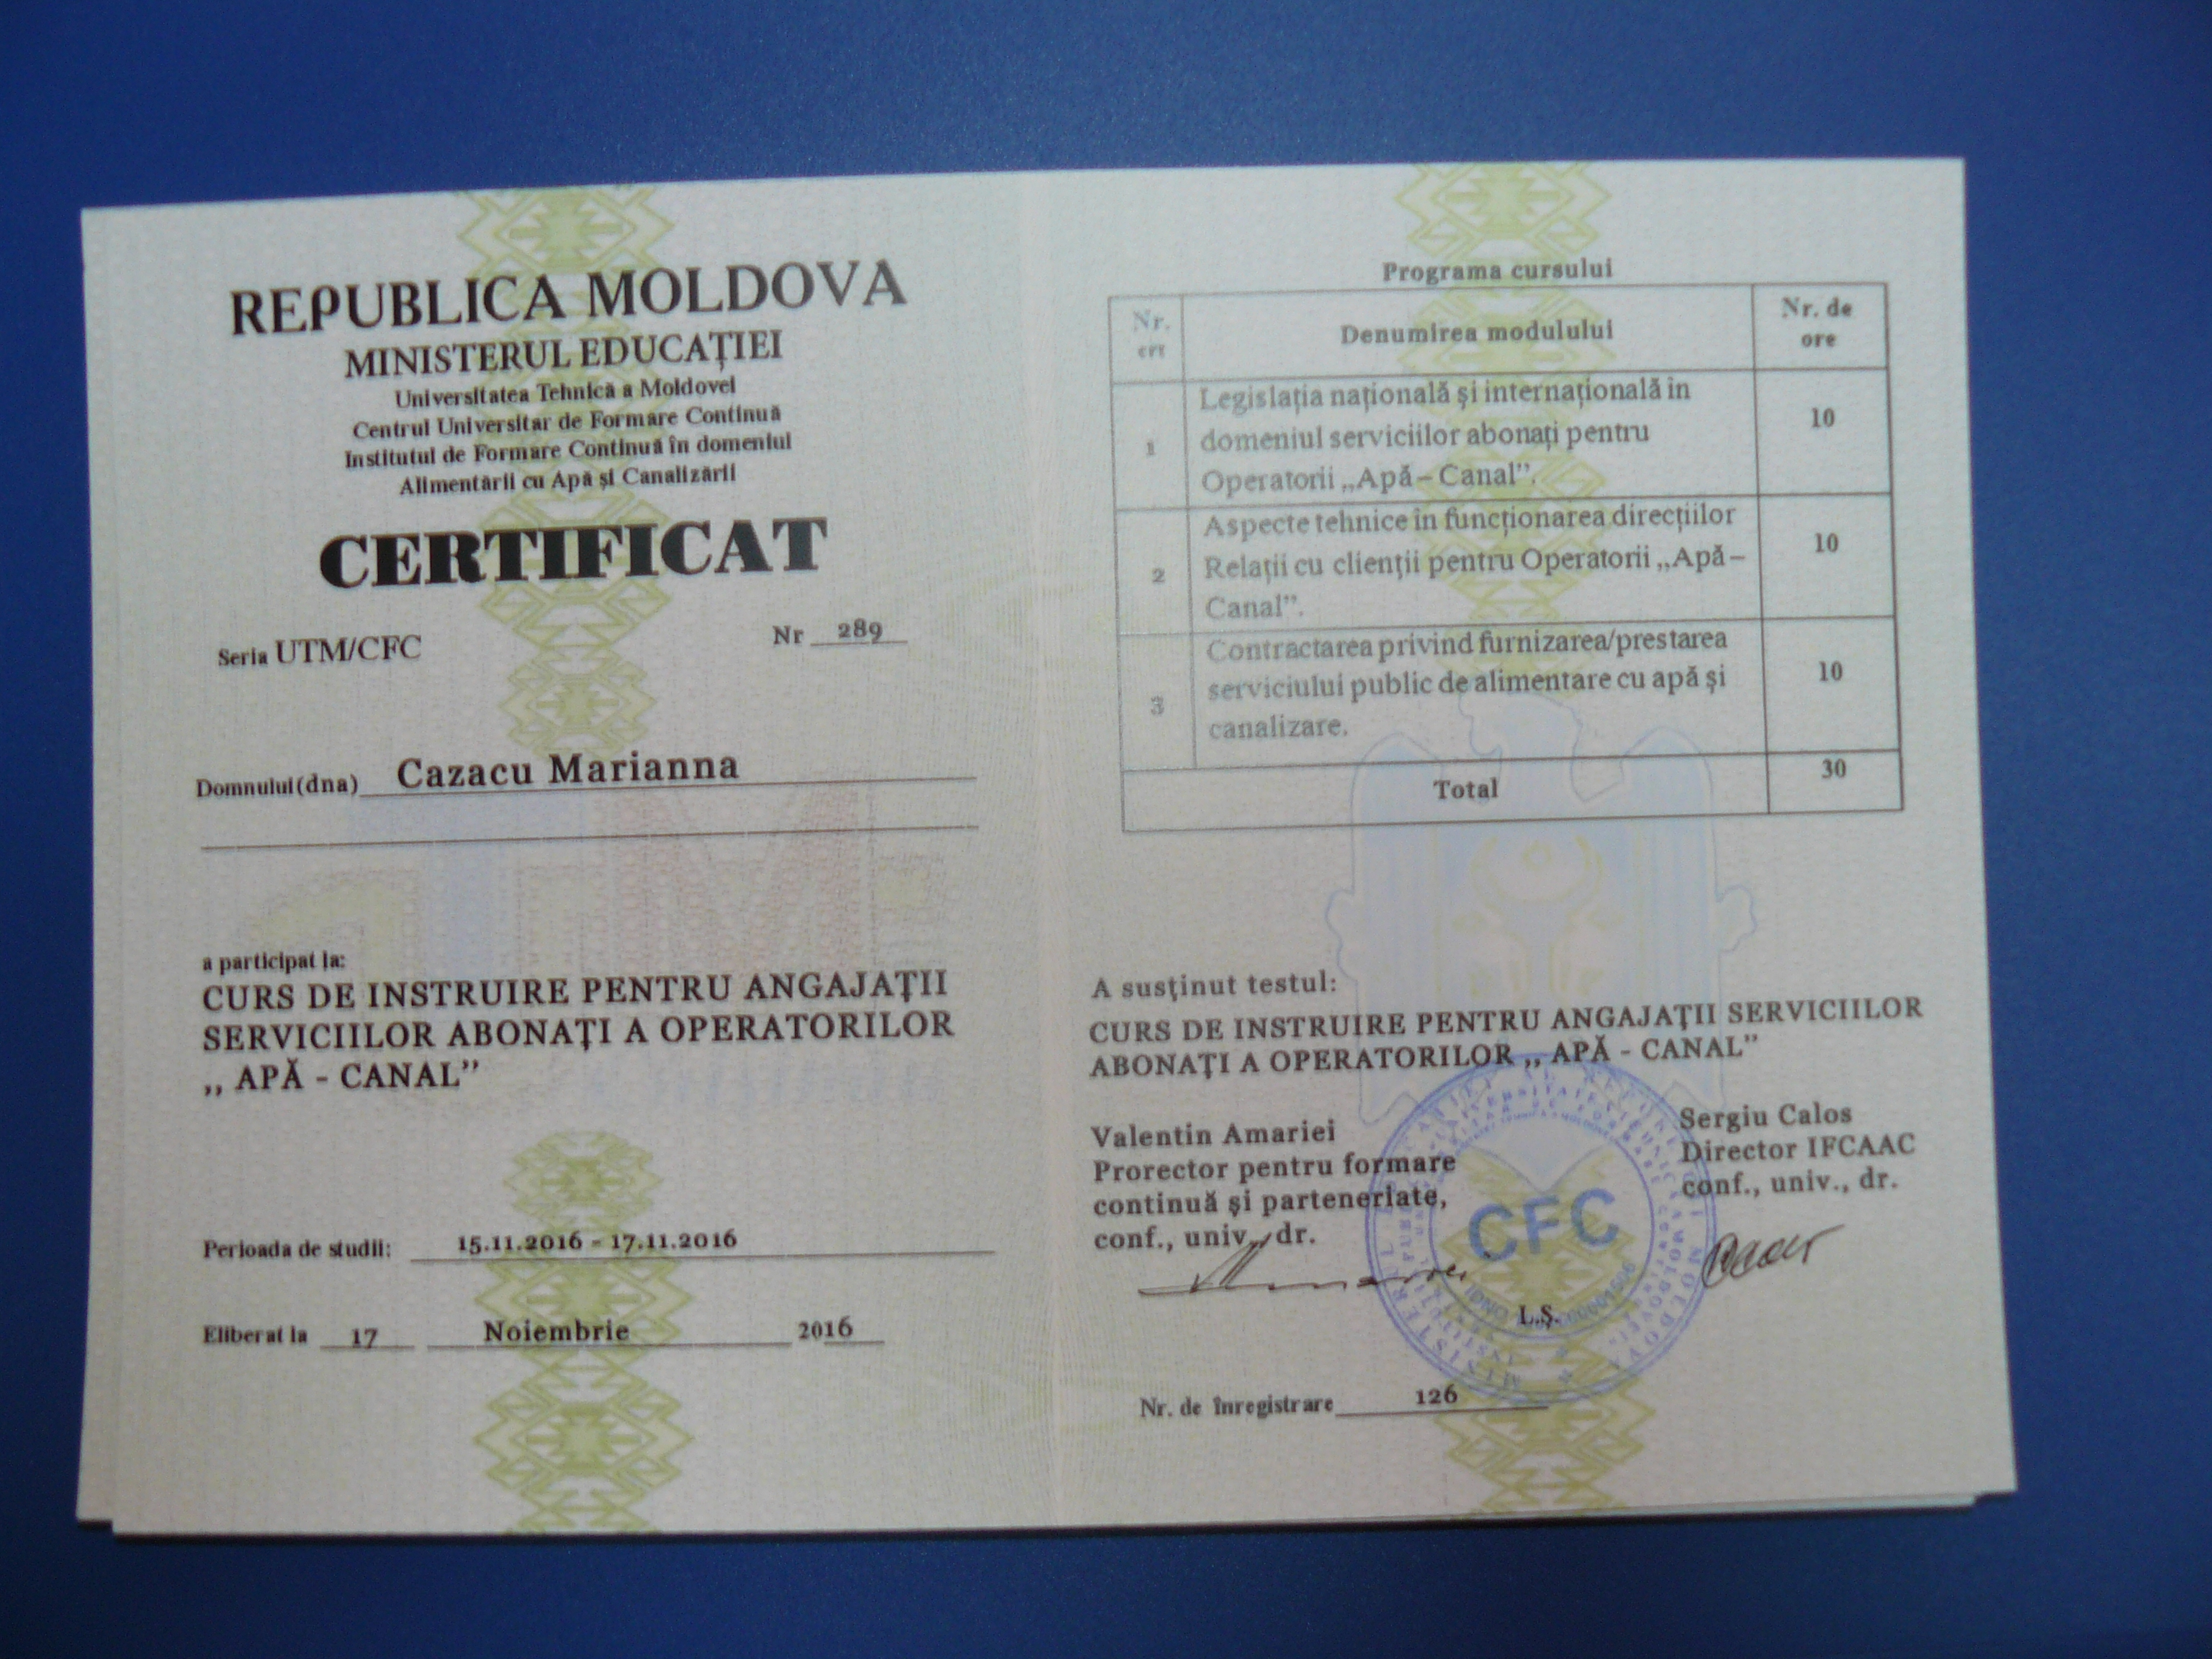 REPUBLICA MOLDOVA
MINISTERUL EDUCAȚIEI
Universitatea Tehnică a Moldovei
Centrul Universitar de Formare Continuă
Institutul de Formare Continuă în domeniul
Alimentării cu Apă și Canalizării
CERTIFICAT
Seria UTM/CFC Nr 289
Domnului(dna) Cazacu Marianna
a participat la:
CURS DE INSTRUIRE PENTRU ANGAJAȚII
SERVICIILOR ABONAȚI A OPERATORILOR
,, APĂ - CANAL”
Perioada de studii: 15.11.2016 - 17.11.2016
Eliberat la 17 Noiembrie 2016
Programa cursului
Nr. crt Denumirea modulului Nr. de ore
1 Legislația națională și internațională în
domeniul serviciilor abonați pentru
Operatorii „Apă – Canal”.
10
2 Aspecte tehnice în funcționarea direcțiilor
Relații cu clienții pentru Operatorii „Apă –
Canal”.
10
3 Contractarea privind furnizarea/prestarea
serviciului public de alimentare cu apă și
canalizare.
10
Total 30
A susținut testul:
CURS DE INSTRUIRE PENTRU ANGAJAȚII SERVICIILOR
ABONAȚI A OPERATORILOR ,, APĂ - CANAL”
Valentin Amariei
Prorector pentru formare
continuă și parteneriate,
conf., univ., dr.
Sergiu Calos
Director IFCAAC
conf., univ., dr.
CFC
L.Ș.
Nr. de înregistrare 126